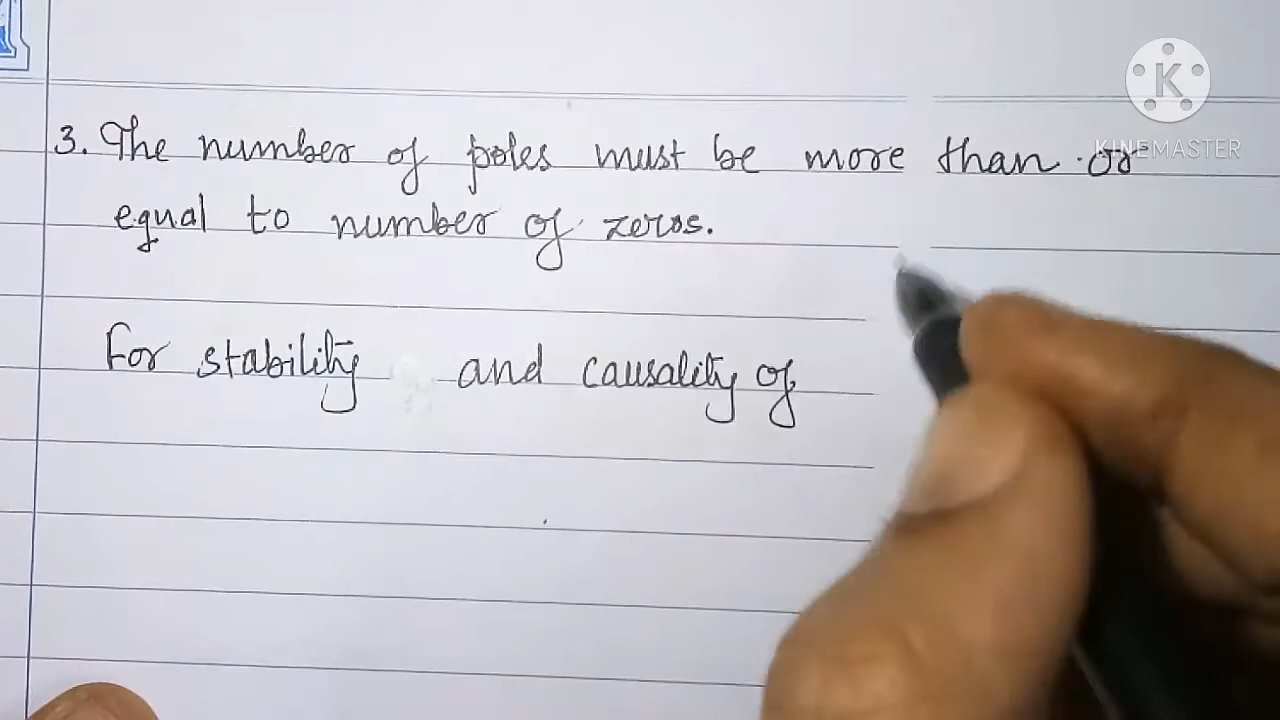 K
KINEMASTER
3. The number of poles must be more than or
equal to number of zeros.
For stability and causality of